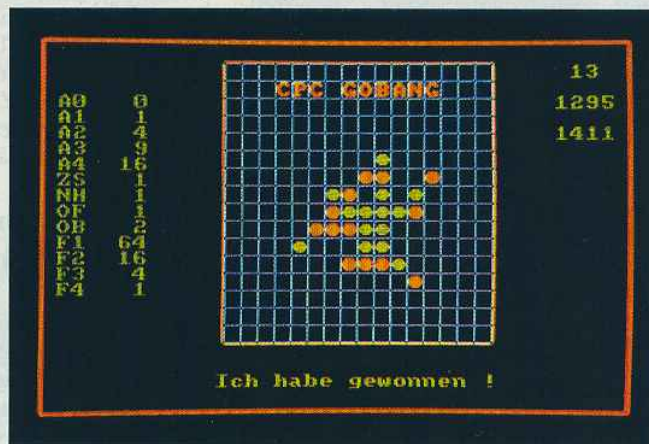 CPC GOBANG
A0 0
A1 1
A2 4
A3 9
A4 16
ZS 1
NH 1
OF 1
OB 2
F1 64
F2 16
F3 4
F4 1
13
1295
1411
Ich habe gewonnen !